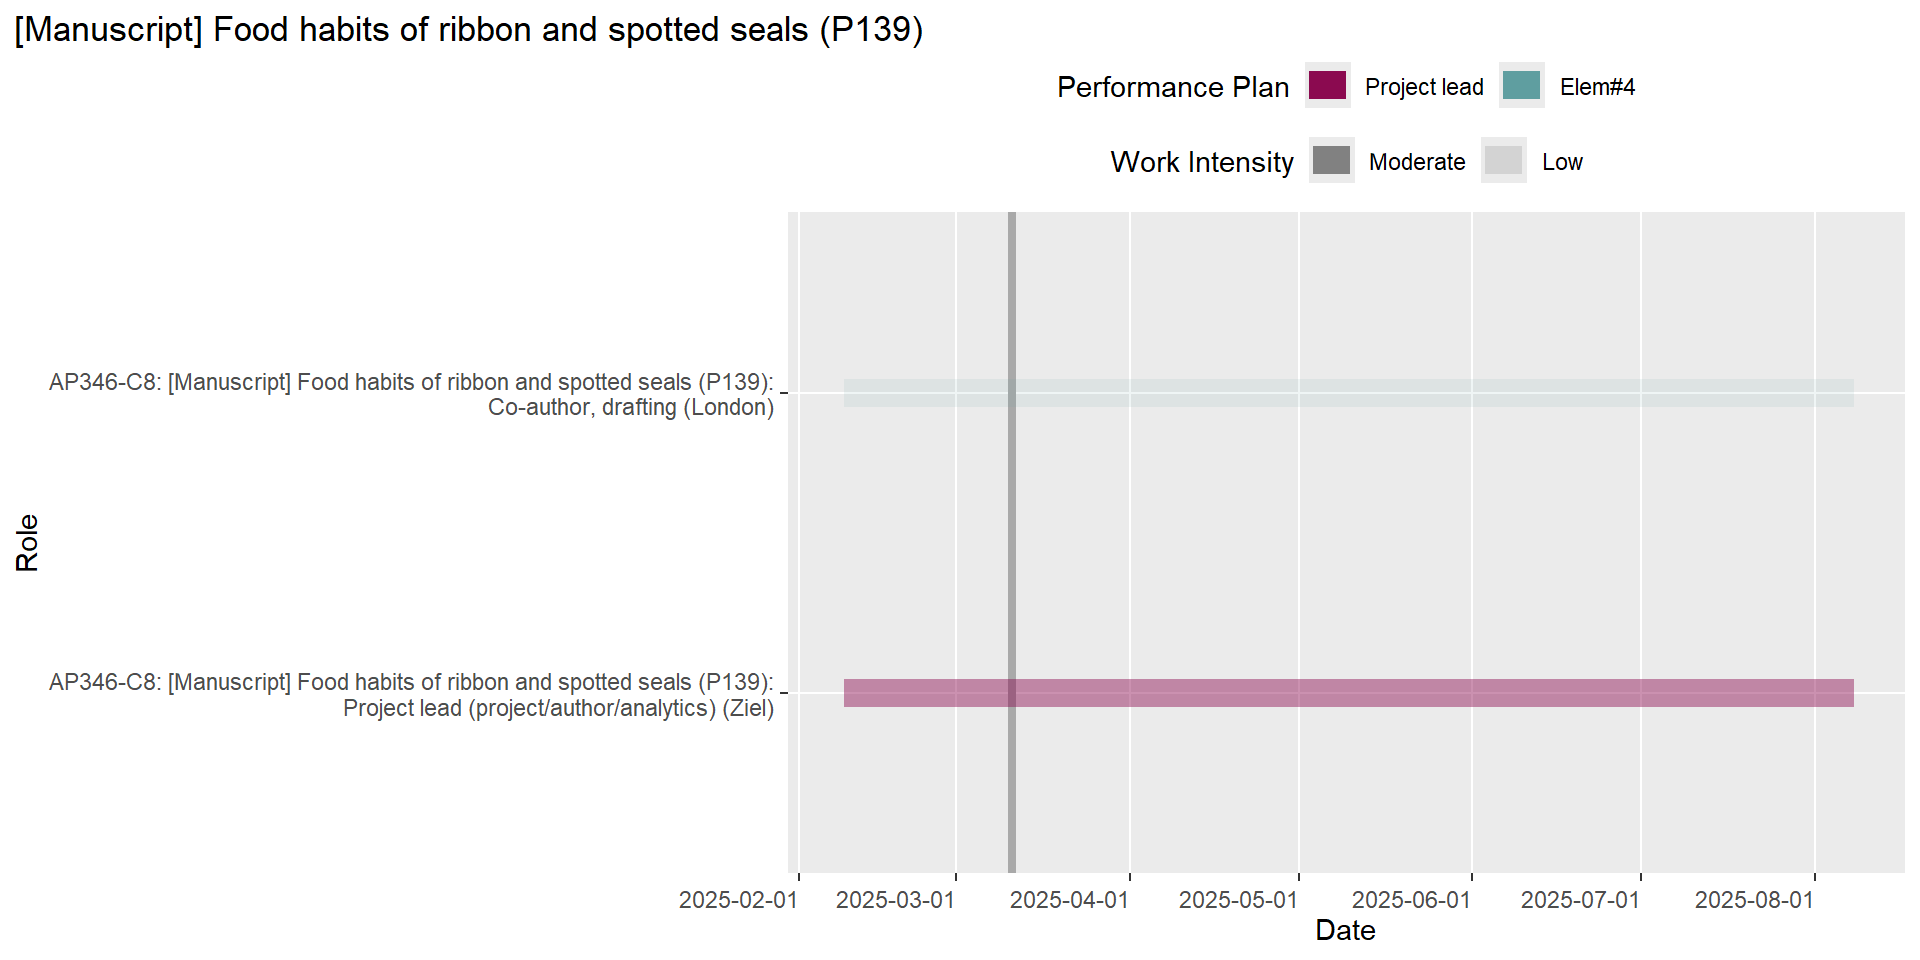 [Manuscript] Food habits of ribbon and spotted seals (P139)
Performance Plan Project lead Elem#4
Work Intensity Moderate Low
AP346-C8: [Manuscript] Food habits of ribbon and spotted seals (P139):
Co-author, drafting (London)
Role
AP346-C8: [Manuscript] Food habits of ribbon and spotted seals (P139):
Project lead (project/author/analytics) (Ziel)
2025-02-01 2025-03-01 2025-04-01 2025-05-01 2025-06-01 2025-07-01 2025-08-01
Date